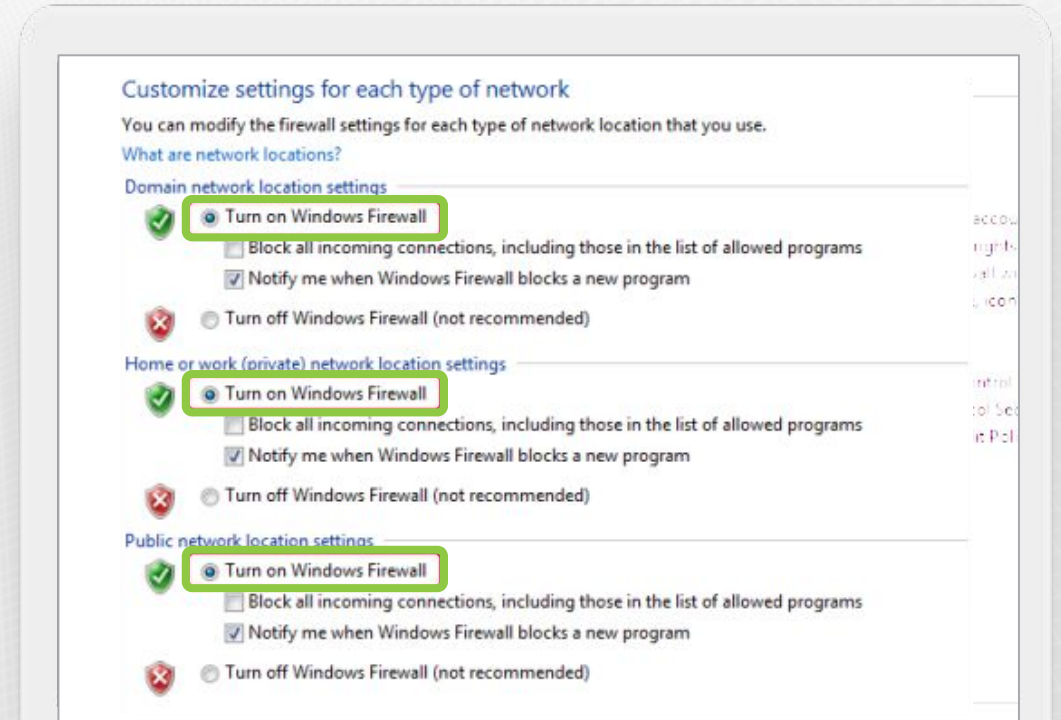 Customize settings for each type of network
You can modify the firewall settings for each type of network location that you use.
What are network locations?
Domain network location settings
Turn on Windows Firewall
Block all incoming connections, including those in the list of allowed programs
Notify me when Windows Firewall blocks a new program
Turn off Windows Firewall (not recommended)
Home or work (private) network location settings
Turn on Windows Firewall
Block all incoming connections, including those in the list of allowed programs
Notify me when Windows Firewall blocks a new program
Turn off Windows Firewall (not recommended)
Public network location settings
Turn on Windows Firewall
Block all incoming connections, including those in the list of allowed programs
Notify me when Windows Firewall blocks a new program
Turn off Windows Firewall (not recommended)